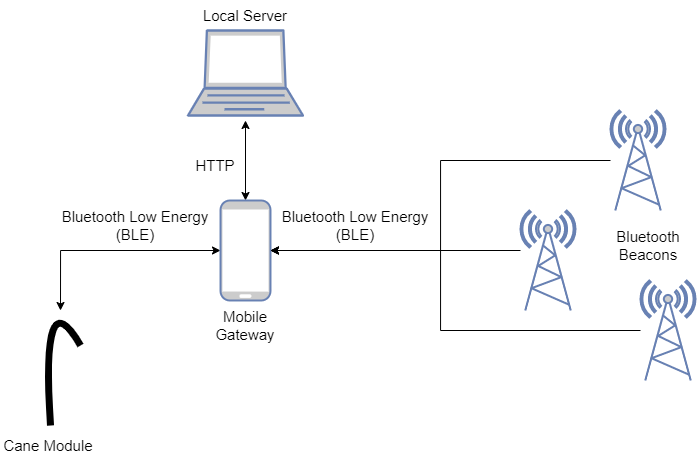 Local Server
HTTP
Bluetooth Low Energy
(BLE)
Bluetooth Low Energy
(BLE)
Bluetooth
Beacons
Mobile
Gateway
Cane Module